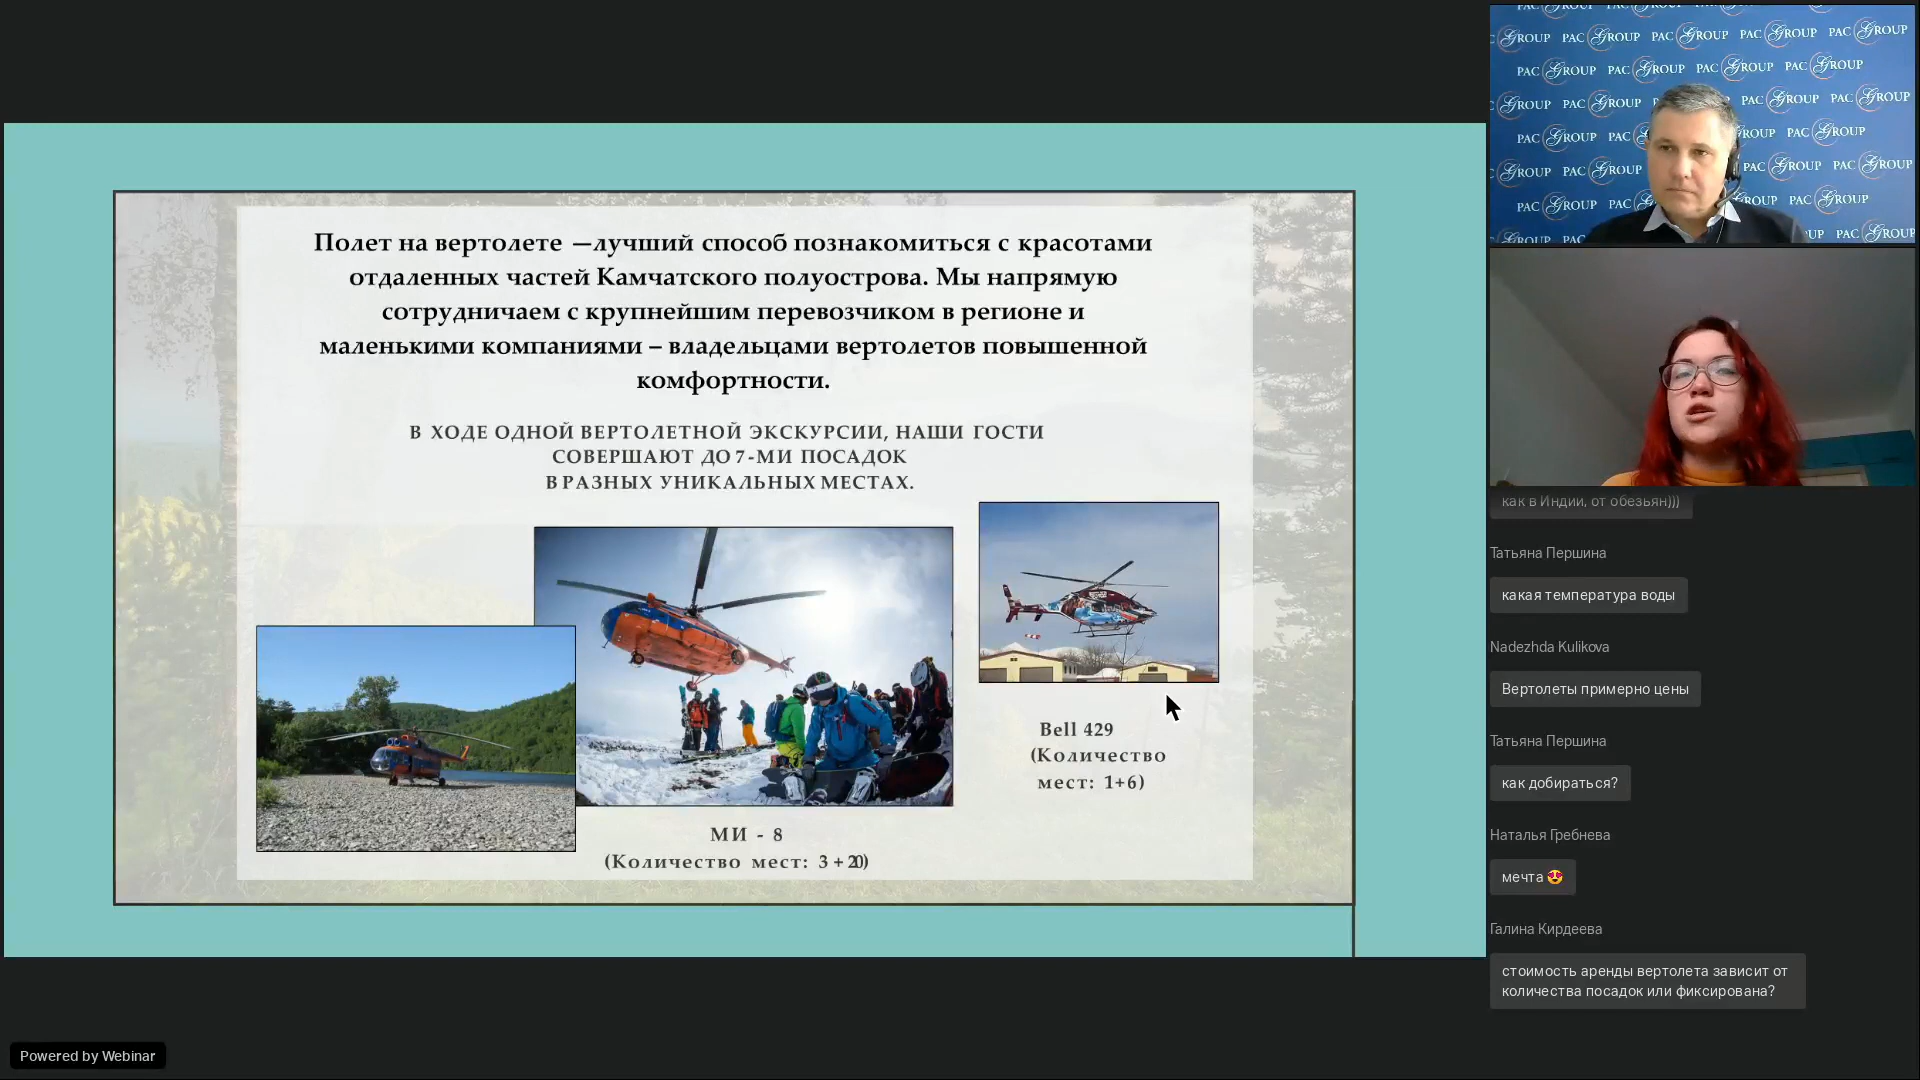 Полет на вертолете —лучший способ познакомиться с красотами
отдаленных частей Камчатского полуострова. Мы напрямую
сотрудничаем с крупнейшим перевозчиком в регионе и
маленькими компаниями – владельцами вертолетов повышенной
комфортности.
В ХОДЕ ОДНОЙ ВЕРТОЛЕТНОЙ ЭКСКУРСИИ, НАШИ ГОСТИ
СОВЕРШАЮТ ДО 7-МИ ПОСАДОК
В РАЗНЫХ УНИКАЛЬНЫХ МЕСТАХ.
Bell 429
(Количество
мест: 1+6)
МИ - 8
(Количество мест: 3 + 20)
PAC GROUP
как в Индии, от обезьян)))
Татьяна Першина
какая температура воды
Nadezhda Kulikova
Вертолеты примерно цены
Татьяна Першина
как добираться?
Наталья Гребнева
мечта 😍
Галина Кирдеева
стоимость аренды вертолета зависит от
количества посадок или фиксирована?
Powered by Webinar